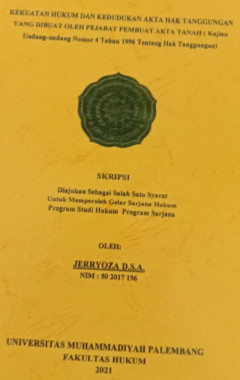 KEKUATAN HUKUM DAN KEDUDUKAN AKTA HAK TANGGUNGAN
YANG DIBUAT OLEH PEJABAT PEMBUAT AKTA TANAH ( Kajian
Undang-undang Nomor 4 Tahun 1996 Tentang Hak Tanggungan)
SKRIPSI
Diajukan Sebagai Salah Satu Syarat
Untuk Memperoleh Gelar Sarjana Hukum
Program Studi Hukum Program Sarjana
OLEH:
JERRYOZA D.S.A.
NIM : 50 2017 196
UNIVERSITAS MUHAMMADIYAH PALEMBANG
FAKULTAS HUKUM
2021